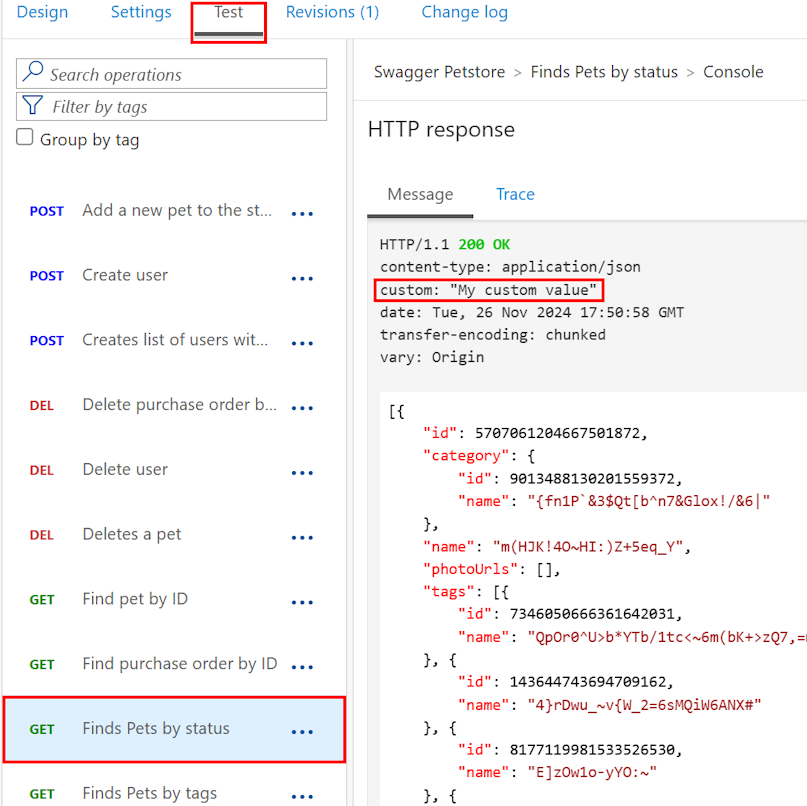 Design Settings Test Revisions (1) Change log
Search operations
Filter by tags
Group by tag
POST Add a new pet to the st... ...
POST Create user ...
POST Creates list of users wit... ...
DEL Delete purchase order b... ...
DEL Delete user ...
DEL Deletes a pet ...
GET Find pet by ID ...
GET Find purchase order by ID ...
GET Finds Pets by status ...
GET Finds Pets by tags ...
Swagger Petstore > Finds Pets by status > Console
HTTP response
Message Trace
HTTP/1.1 200 OK
content-type: application/json
custom: "My custom value"
date: Tue, 26 Nov 2024 17:50:58 GMT
transfer-encoding: chunked
vary: Origin
[{
"id": 5707061204667501872,
"category": {
"id": 9013488130201559372,
"name": "{fn1P`&3$Qt[b^n7&Glox!/&6|"
},
"name": "m(HJK!4O~HI:)Z+5eq_Y",
"photoUrls": [],
"tags": [{
"id": 7346050666361642031,
"name": "QpOr0^U>b*YTb/1tc<~6m(bK+>zQ7,=
}, {
"id": 143644743694709162,
"name": "4}rDwu_~v{W_2=6sMQiW6ANX#"
}, {
"id": 8177119981533526530,
"name": "E]zOw1o-yYO:~"
}, {